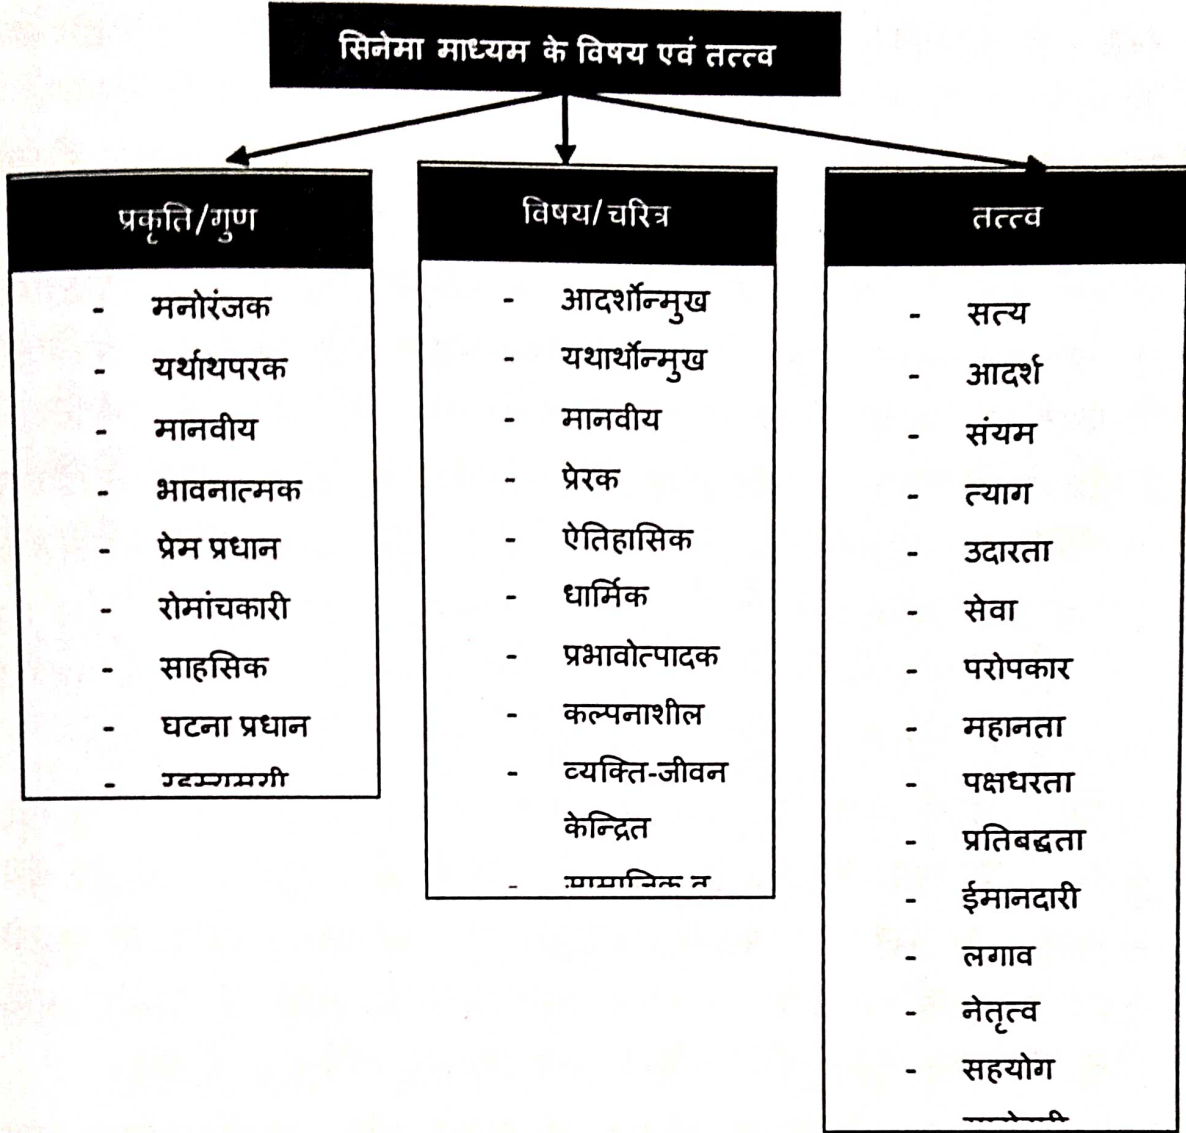 सिनेमा माध्यम के विषय एवं तत्त्व
प्रकृति/गुण
- मनोरंजक
- यर्थाथपरक
- मानवीय
- भावनात्मक
- प्रेम प्रधान
- रोमांचकारी
- साहसिक
- घटना प्रधान
विषय/चरित्र
- आदर्शोन्मुख
- यथार्थोन्मुख
- मानवीय
- प्रेरक
- ऐतिहासिक
- धार्मिक
- प्रभावोत्पादक
- कल्पनाशील
- व्यक्ति-जीवन
केन्द्रित
तत्त्व
- सत्य
- आदर्श
- संयम
- त्याग
- उदारता
- सेवा
- परोपकार
- महानता
- पक्षधरता
- प्रतिबद्धता
- ईमानदारी
- लगाव
- नेतृत्व
- सहयोग